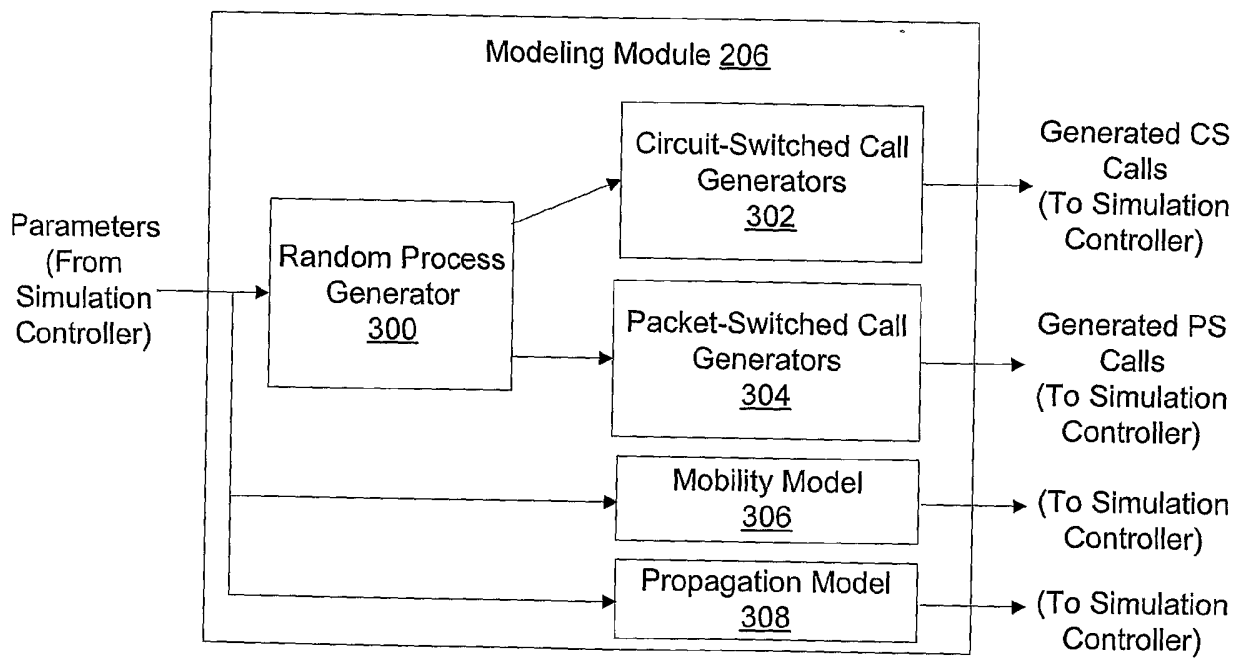 Modeling Module 206
Parameters
(From
Simulation
Controller)
Random Process
Generator
300
Circuit-Switched Call
Generators
302
Generated CS
Calls
(To Simulation
Controller)
Packet-Switched Call
Generators
304
Generated PS
Calls
(To Simulation
Controller)
Mobility Model
306
(To Simulation
Controller)
Propagation Model
308
(To Simulation
Controller)